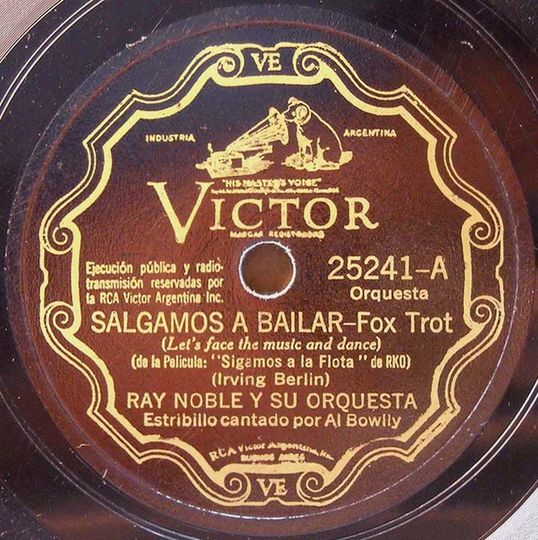 VE
INDUSTRIA ARGENTINA
"HIS MASTER'S VOICE"
VICTOR
MARCAS REGISTRADAS
Ejecución pública y radio-
transmisión reservadas por
la RCA Victor Argentina Inc.
25241-A
Orquesta
SALGAMOS A BAILAR-Fox Trot
(Let's face the music and dance)
(de la Pelicula: "Sigamos a la Flota" de RKO)
(Irving Berlin)
RAY NOBLE Y SU ORQUESTA
Estribillo cantado por Al Bowlly
RCA Victor Argentina, Inc.
BUENOS AIRES
VE